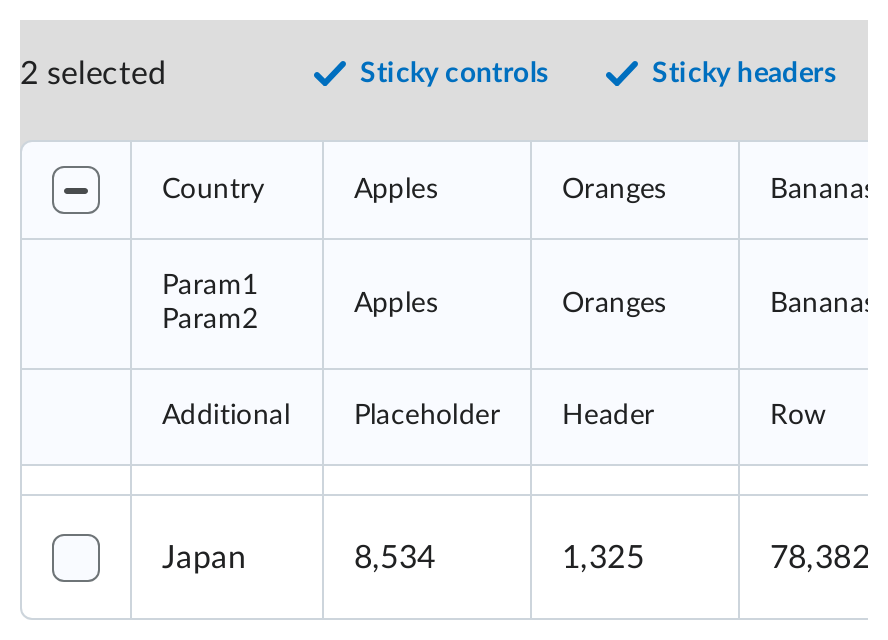 2 selected Sticky controls Sticky headers
Country Apples Oranges Bananas
Param1
Param2 Apples Oranges Bananas
Additional Placeholder Header Row
Japan 8,534 1,325 78,382